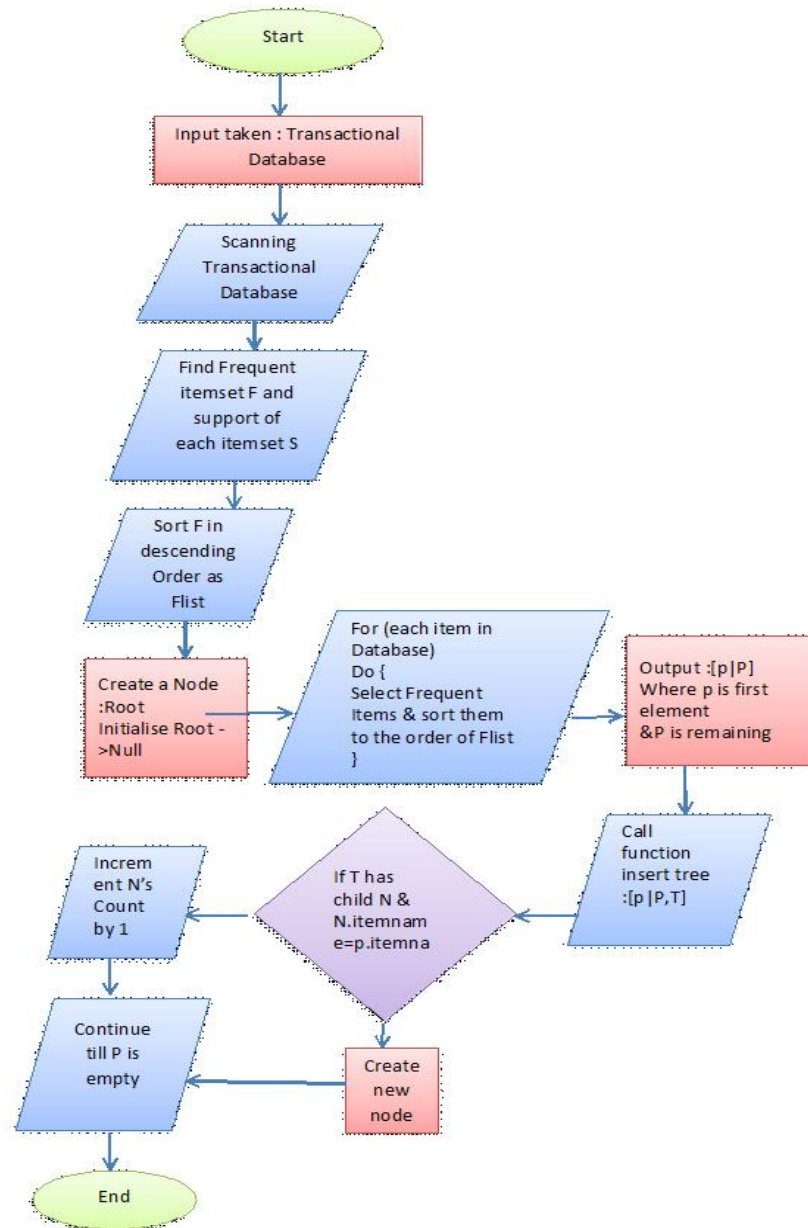 Start
Input taken : Transactional
Database
Scanning
Transactional
Database
Find Frequent
itemset F and
support of
each itemset S
Sort F in
descending
Order as
Flist
Create a Node
:Root
Initialise Root -
>Null
For (each item in
Database)
Do {
Select Frequent
Items & sort them
to the order of Flist
}
Output :[p|P]
Where p is first
element
&P is remaining
Call
function
insert tree
:[p|P,T]
If T has
child N &
N.itemnam
e=p.itemna
Increm
ent N's
Count
by 1
Create
new
node
Continue
till P is
empty
End